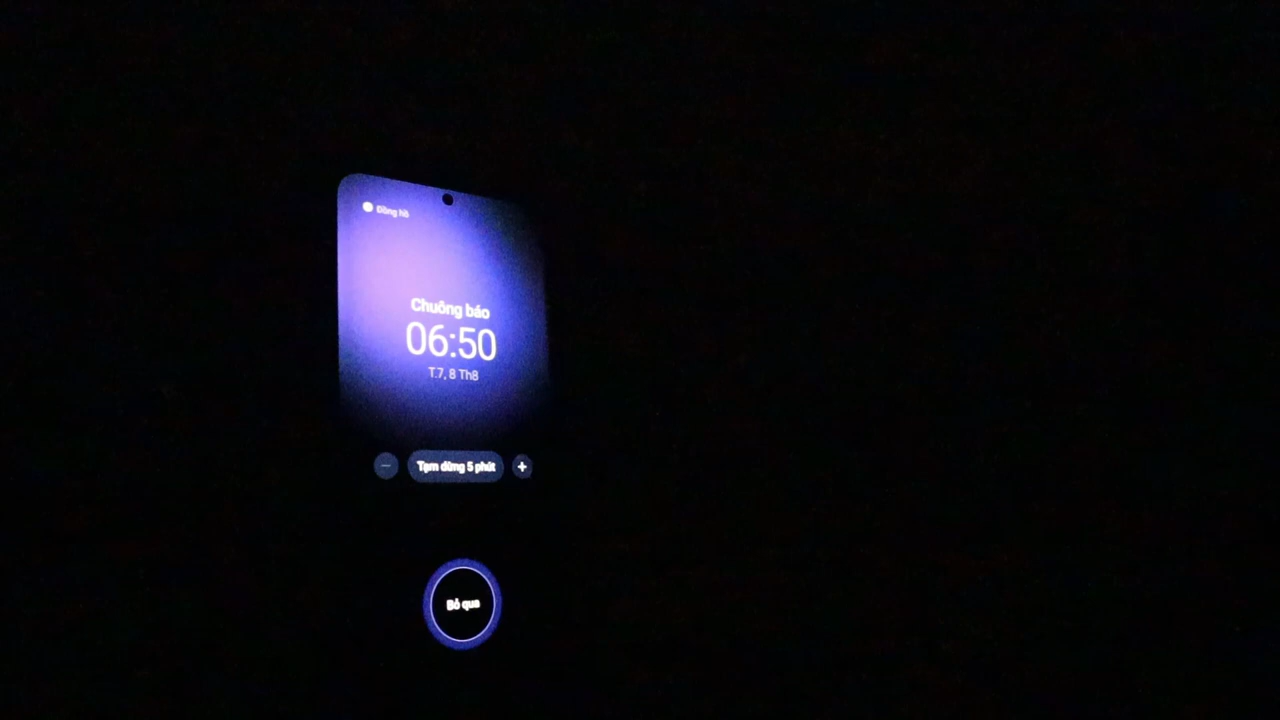 Đồng hồ
Chuông báo
06:50
T.7, 8 Th8
Tạm dừng 5 phút
Bỏ qua